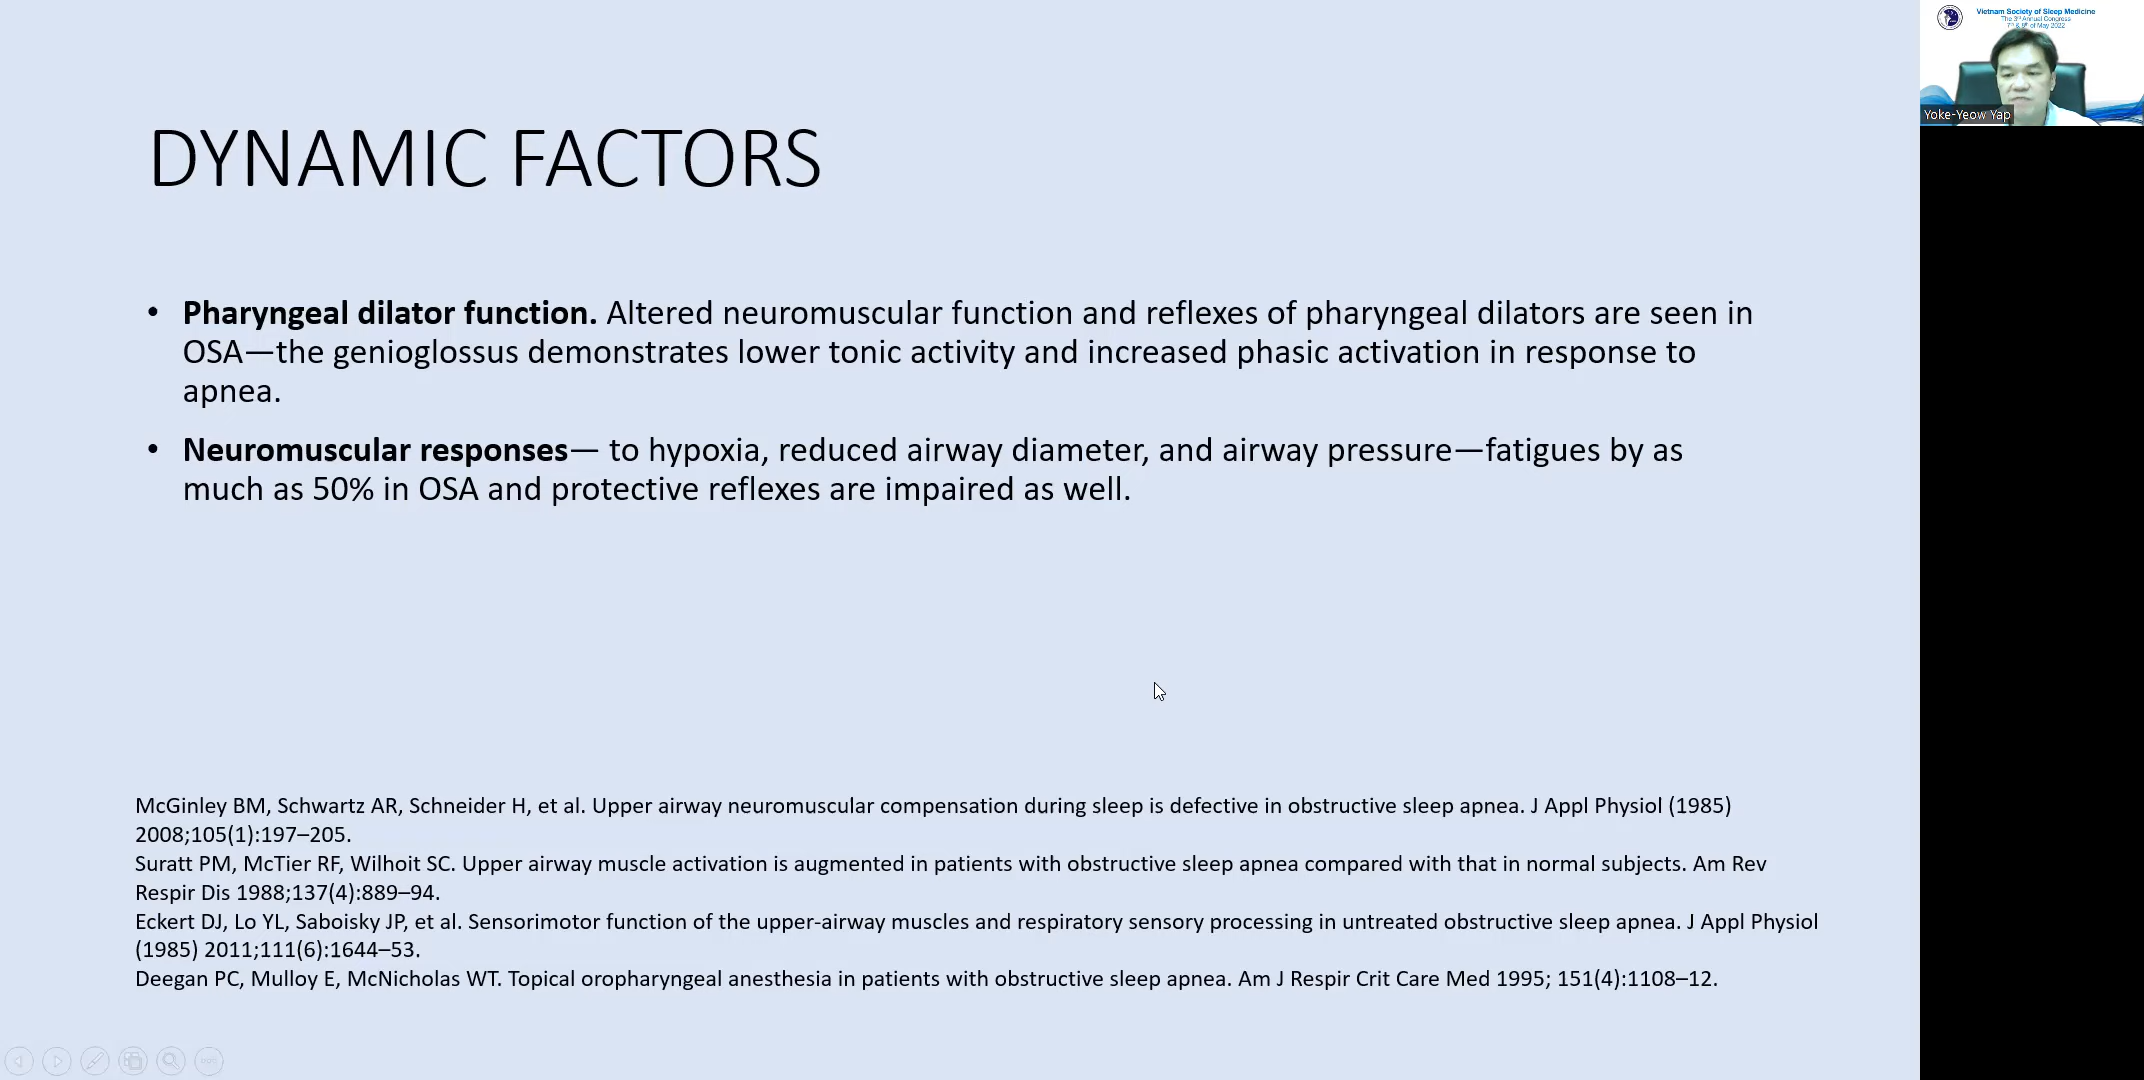 DYNAMIC FACTORS
• Pharyngeal dilator function. Altered neuromuscular function and reflexes of pharyngeal dilators are seen in
OSA—the genioglossus demonstrates lower tonic activity and increased phasic activation in response to
apnea.
• Neuromuscular responses— to hypoxia, reduced airway diameter, and airway pressure—fatigues by as
much as 50% in OSA and protective reflexes are impaired as well.
McGinley BM, Schwartz AR, Schneider H, et al. Upper airway neuromuscular compensation during sleep is defective in obstructive sleep apnea. J Appl Physiol (1985)
2008;105(1):197–205.
Suratt PM, McTier RF, Wilhoit SC. Upper airway muscle activation is augmented in patients with obstructive sleep apnea compared with that in normal subjects. Am Rev
Respir Dis 1988;137(4):889–94.
Eckert DJ, Lo YL, Saboisky JP, et al. Sensorimotor function of the upper-airway muscles and respiratory sensory processing in untreated obstructive sleep apnea. J Appl Physiol
(1985) 2011;111(6):1644–53.
Deegan PC, Mulloy E, McNicholas WT. Topical oropharyngeal anesthesia in patients with obstructive sleep apnea. Am J Respir Crit Care Med 1995; 151(4):1108–12.
Vietnam Society of Sleep Medicine
The 3rd Annual Congress
7th & 8th of May 2022
Yoke-Yeow Yap